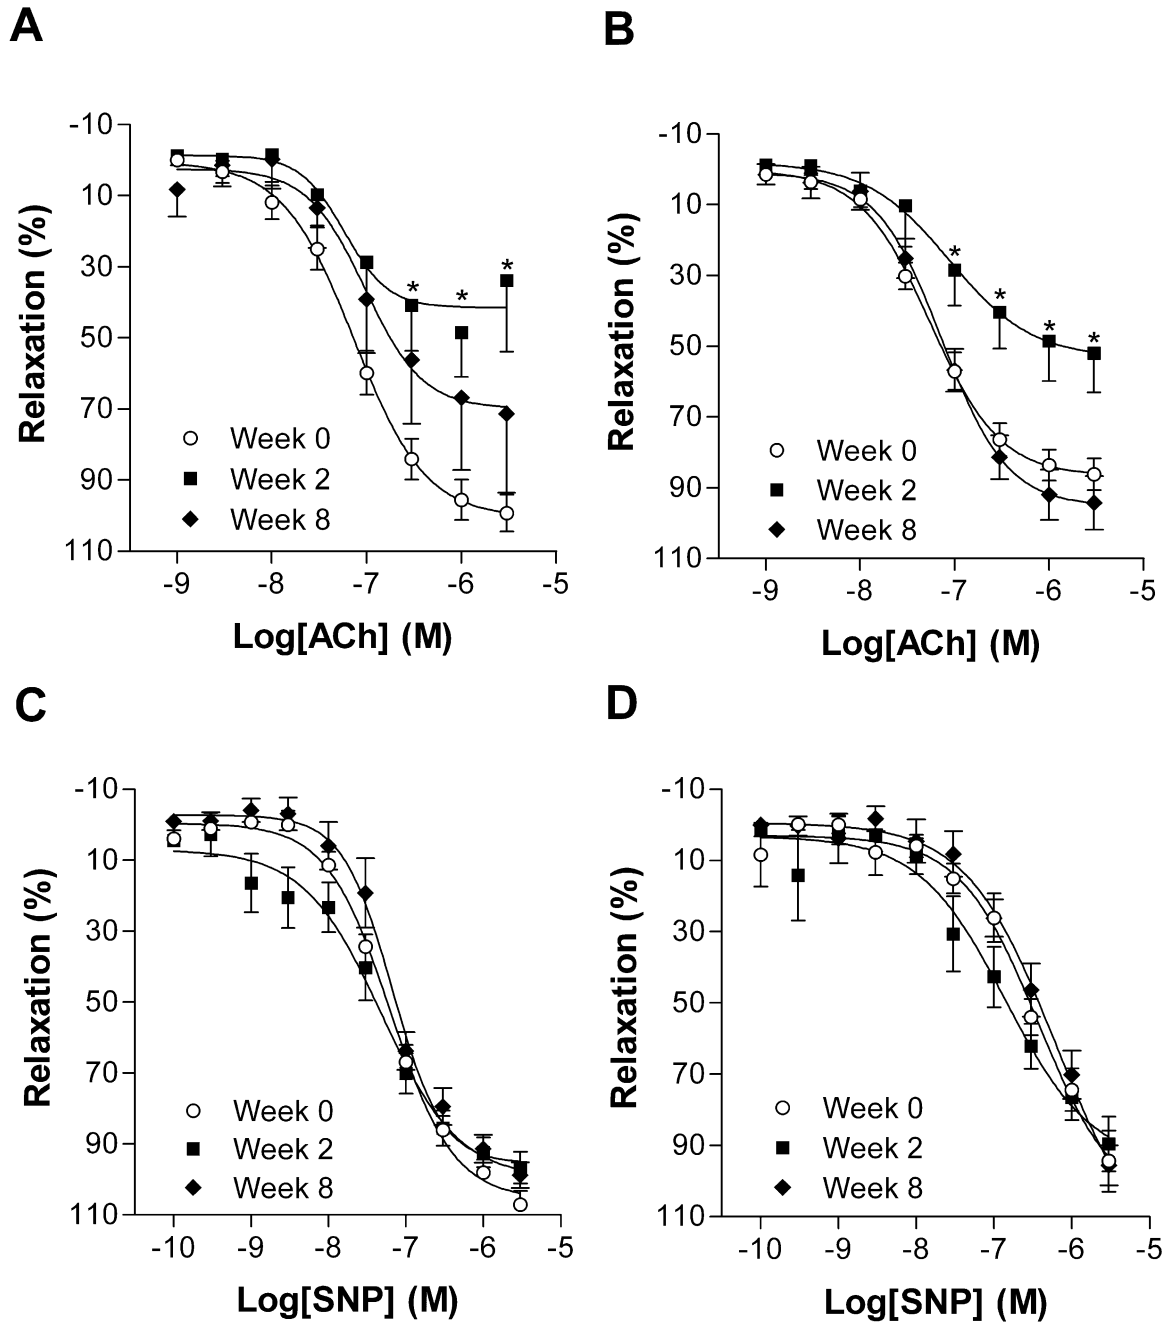 A
-10
10
30
50
70
90
110
Relaxation (%)
* * *
Week 0
Week 2
Week 8
-9 -8 -7 -6 -5
Log[ACh] (M)
B
-10
10
30
50
70
90
110
Relaxation (%)
* * * *
Week 0
Week 2
Week 8
-9 -8 -7 -6 -5
Log[ACh] (M)
C
-10
10
30
50
70
90
110
Relaxation (%)
Week 0
Week 2
Week 8
-10 -9 -8 -7 -6 -5
Log[SNP] (M)
D
-10
10
30
50
70
90
110
Relaxation (%)
Week 0
Week 2
Week 8
-10 -9 -8 -7 -6 -5
Log[SNP] (M)